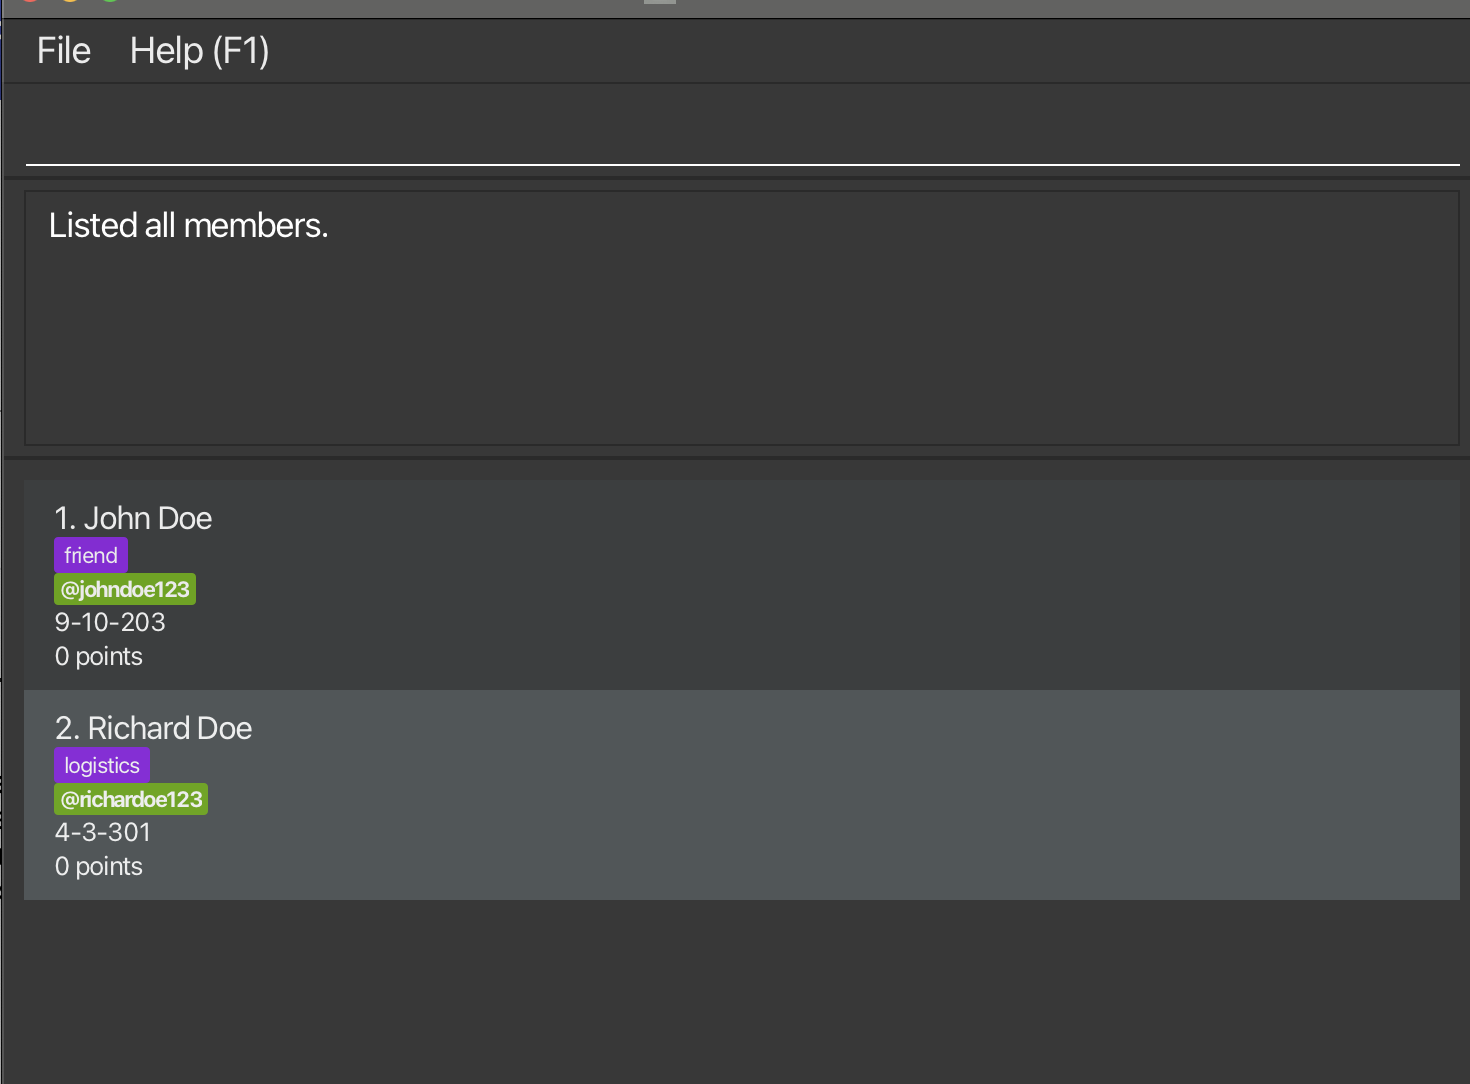 File Help (F1)
Listed all members.
1. John Doe
friend
@johndoe123
9-10-203
0 points
2. Richard Doe
logistics
@richardoe123
4-3-301
0 points